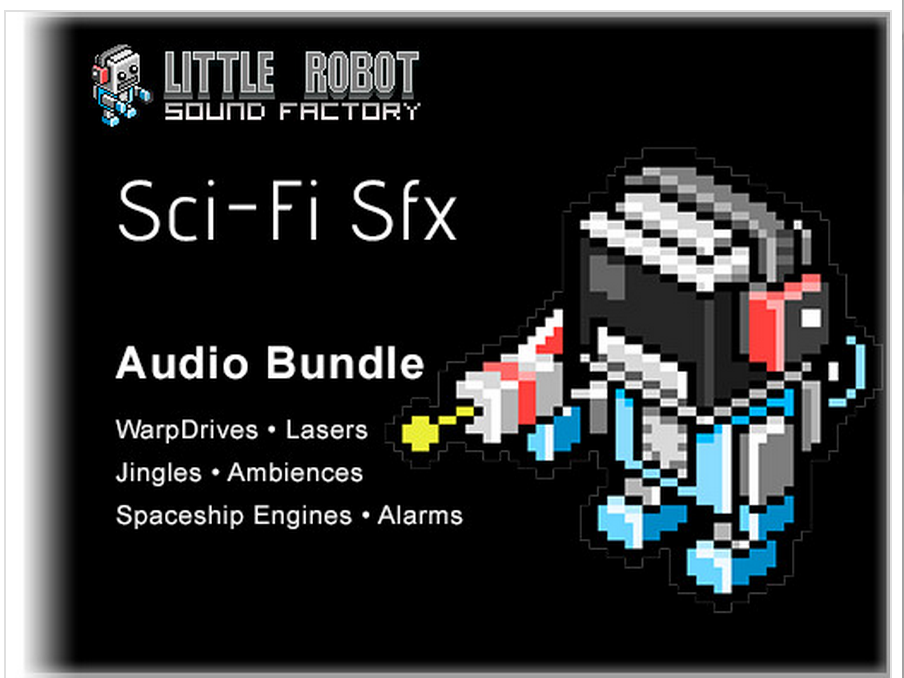 LITTLE ROBOT
SOUND FACTORY
Sci-Fi Sfx
Audio Bundle
WarpDrives • Lasers
Jingles • Ambiences
Spaceship Engines • Alarms